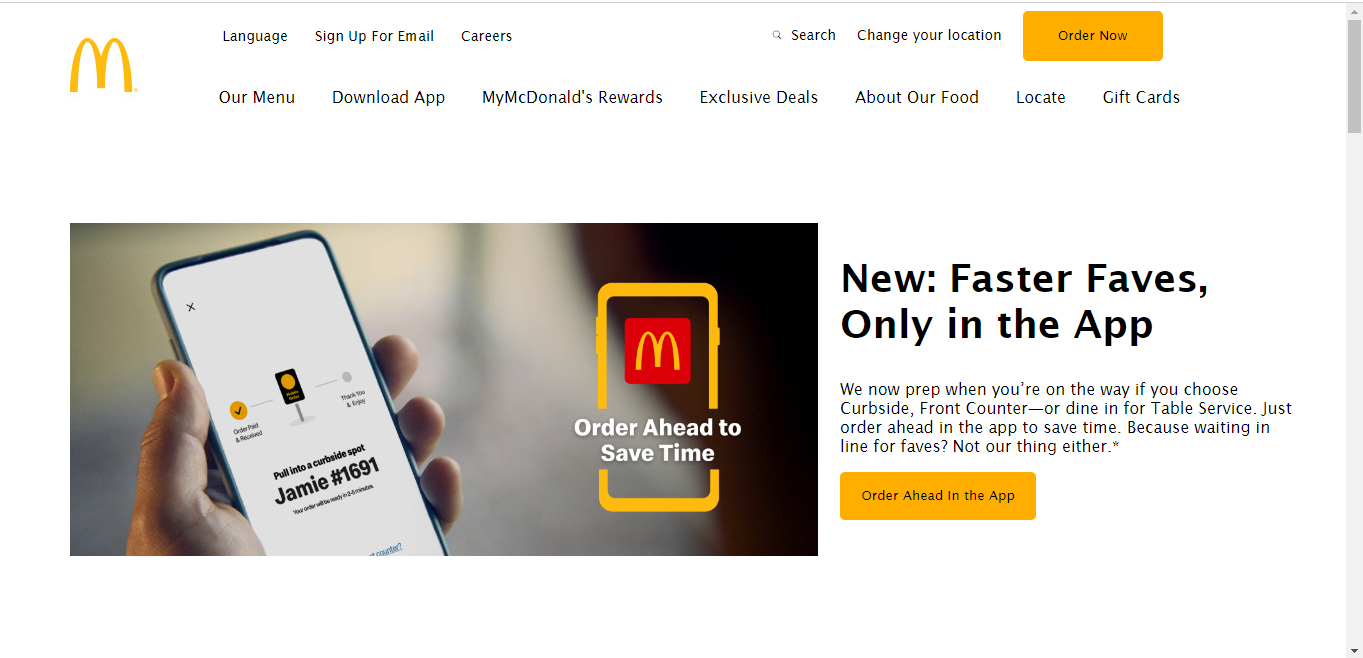 Language Sign Up For Email Careers Search Change your location Order Now
Our Menu Download App MyMcDonald's Rewards Exclusive Deals About Our Food Locate Gift Cards
Order Paid
& Received
Mobile
Order
Thank You
& Enjoy
Pull into a curbside spot
Jamie #1691
Your order will be ready in 2-5 minutes.
counter?
Order Ahead to
Save Time
New: Faster Faves,
Only in the App
We now prep when you’re on the way if you choose
Curbside, Front Counter—or dine in for Table Service. Just
order ahead in the app to save time. Because waiting in
line for faves? Not our thing either.*
Order Ahead In the App